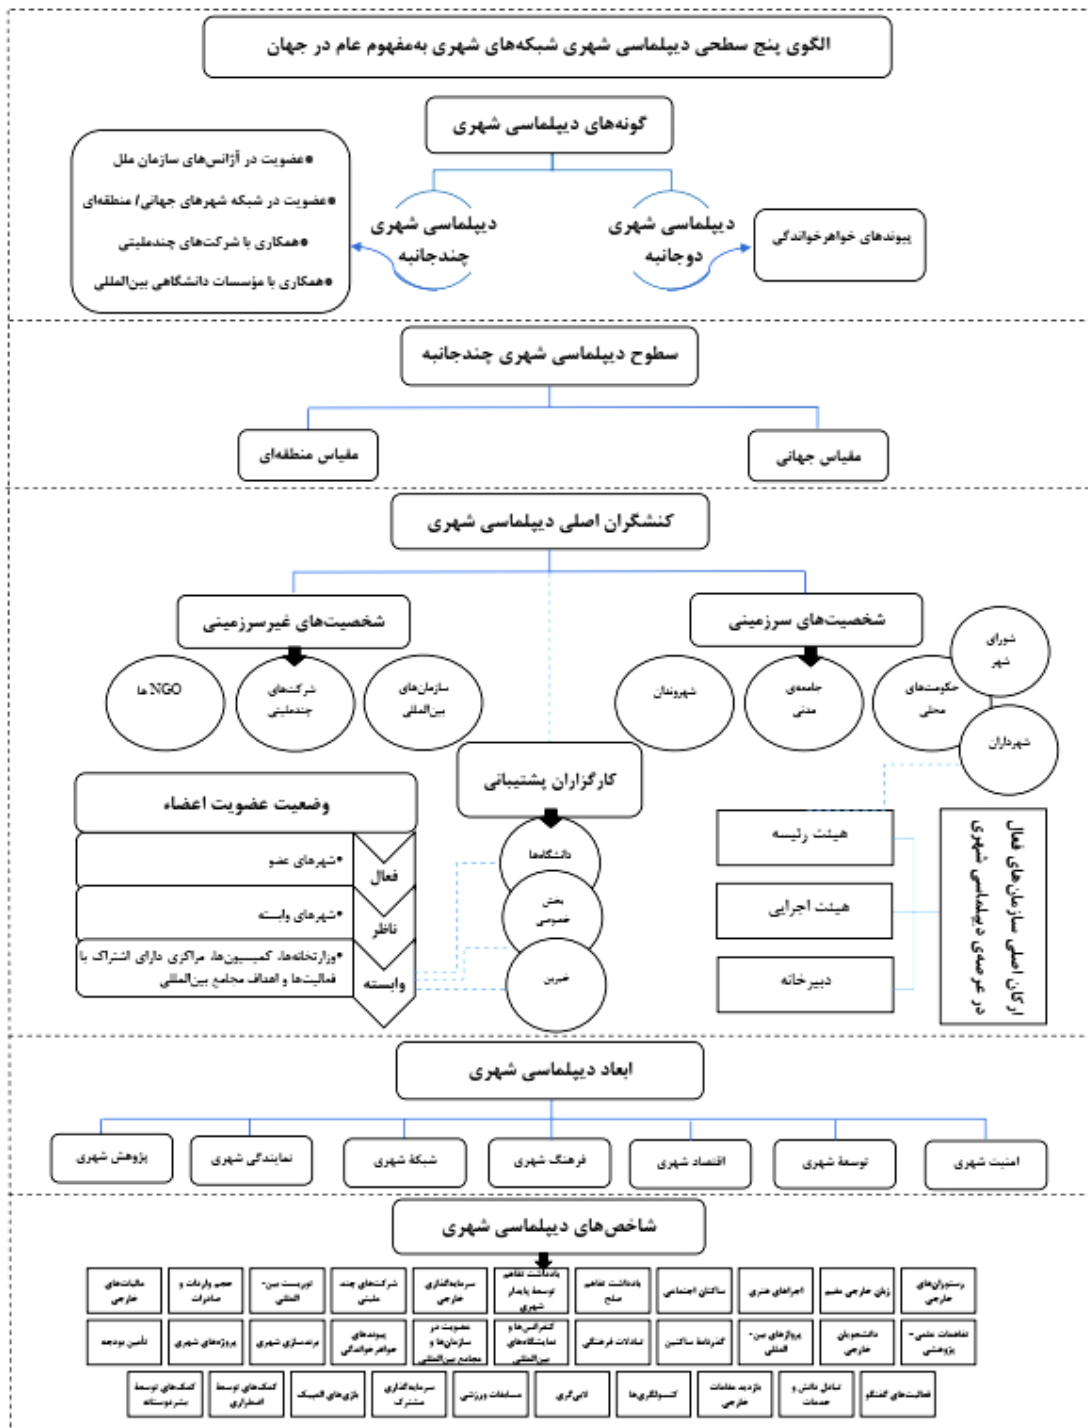 الگوی پنج سطحی دیپلماسی شهری شبکه‌های شهری به‌مفهوم عام در جهان
گونه‌های دیپلماسی شهری
دیپلماسی شهری
دوجانبه
پیوندهای خواهرخواندگی
دیپلماسی شهری
چندجانبه
●عضویت در آژانس‌های سازمان ملل
●عضویت در شبکه شهرهای جهانی/ منطقه‌ای
●همکاری با شرکت‌های چندملیتی
●همکاری با مؤسسات دانشگاهی بین‌المللی
سطوح دیپلماسی شهری چندجانبه
مقیاس جهانی
مقیاس منطقه‌ای
کنشگران اصلی دیپلماسی شهری
شخصیت‌های سرزمینی
شخصیت‌های غیرسرزمینی
شورای
شهر
حکومت‌های
محلی
شهرداران
جامعه‌ی
مدنی
شهروندان
سازمان‌های
بین‌المللی
شرکت‌های
چندملیتی
NGO ها
کارگزاران پشتیبانی
دانشگاه‌ها
بخش
خصوصی
خیرین
ارکان اصلی سازمان‌های فعال
در عرصه‌ی دیپلماسی شهری
هیئت رئیسه
هیئت اجرایی
دبیرخانه
وضعیت عضویت اعضاء
فعال
•شهرهای عضو
ناظر
•شهرهای وابسته
وابسته
•وزارتخانه‌ها، کمیسیون‌ها، مراکزی دارای اشتراک با
فعالیت‌ها و اهداف مجامع بین‌المللی
ابعاد دیپلماسی شهری
امنیت شهری
توسعۀ شهری
اقتصاد شهری
فرهنگ شهری
شبکۀ شهری
نمایندگی شهری
پژوهش شهری
شاخص‌های دیپلماسی شهری
رستوران‌های
خارجی
زبان خارجی مقیم
اجراهای هنری
ساکنان اجتماعی
یادداشت تفاهم
صلح
یادداشت تفاهم
توسعۀ پایدار
شهری
سرمایه‌گذاری
خارجی
شرکت‌های چند
ملیتی
توریست بین-
المللی
حجم واردات و
صادرات
مالیات‌های
خارجی
تفاهمات علمی-
پژوهشی
دانشجویان
خارجی
پروازهای بین-
المللی
گذرنامۀ ساکنین
تبادلات فرهنگی
کنفرانس‌ها و
نمایشگاه‌های
بین‌المللی
عضویت در
سازمان‌ها و
مجامع بین‌المللی
پیوندهای
خواهرخواندگی
برندسازی شهری
پروژه‌های شهری
تأمین بودجه
فعالیت‌های گفتگو
تبادل دانش و
خدمات
بازدید مقامات
خارجی
کنسولگری‌ها
لابی‌گری
مسابقات ورزشی
سرمایه‌گذاری
مشترک
بازی‌های المپیک
کمک‌های توسعۀ
اضطراری
کمک‌های توسعۀ
بشردوستانه